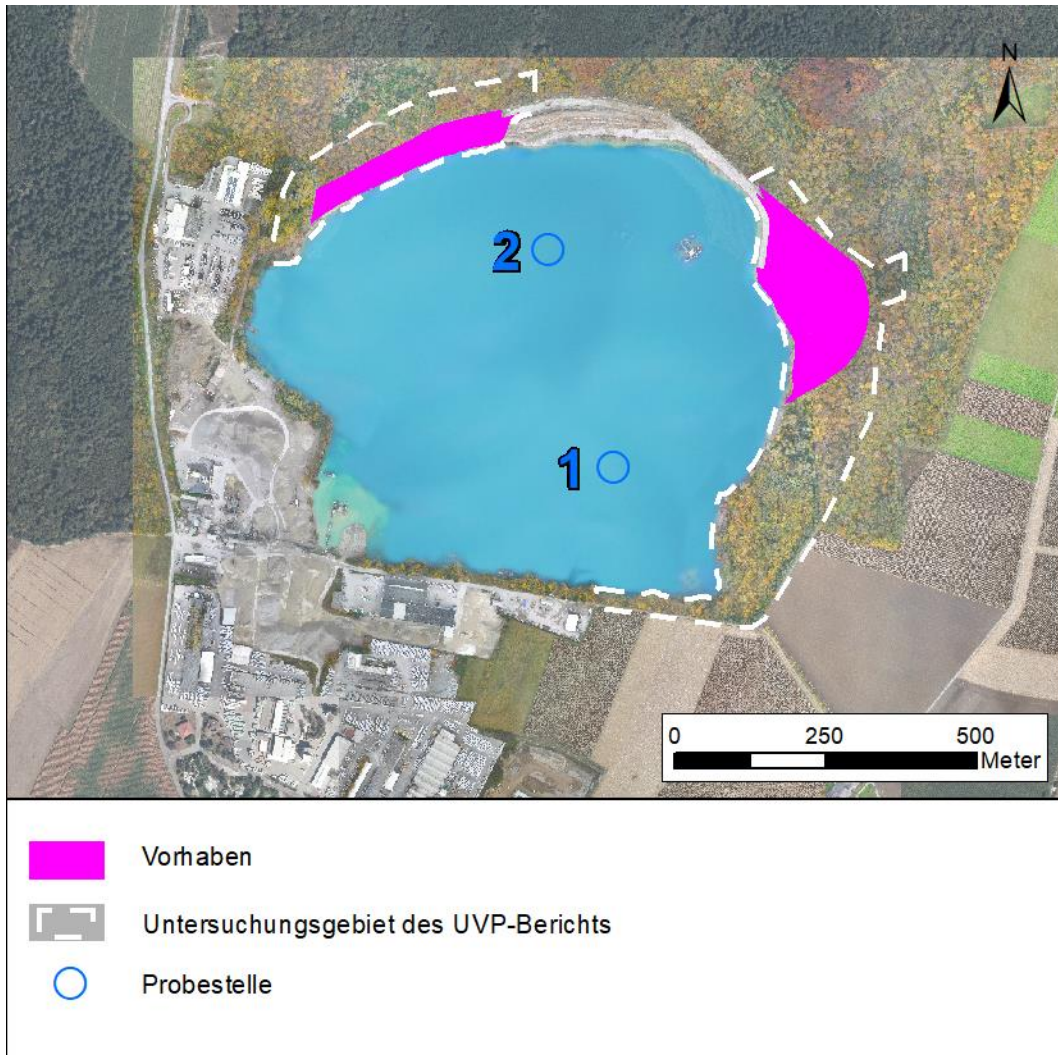 N
2
1
0 250 500
Meter
Vorhaben
Untersuchungsgebiet des UVP-Berichts
Probestelle